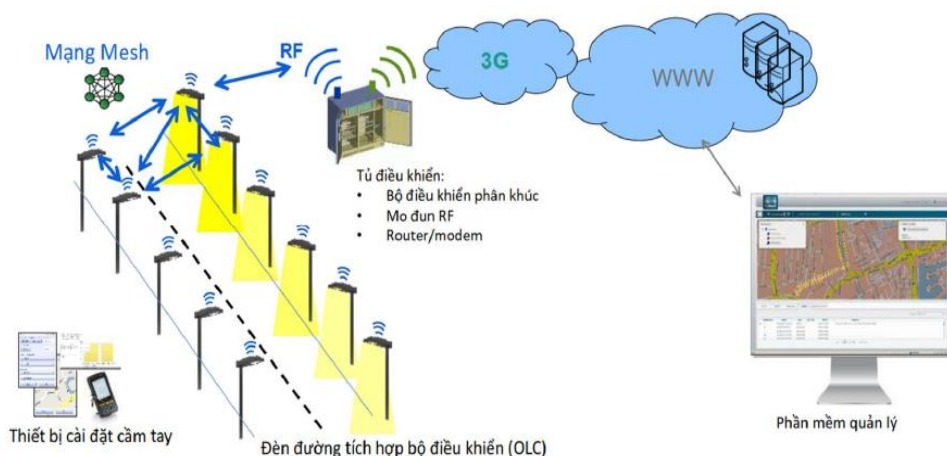 Mạng Mesh
RF
3G
WWW
Tủ điều khiển:
• Bộ điều khiển phân khúc
• Mo đun RF
• Router/modem
Thiết bị cài đặt cầm tay
Đèn đường tích hợp bộ điều khiển (OLC)
Phần mềm quản lý